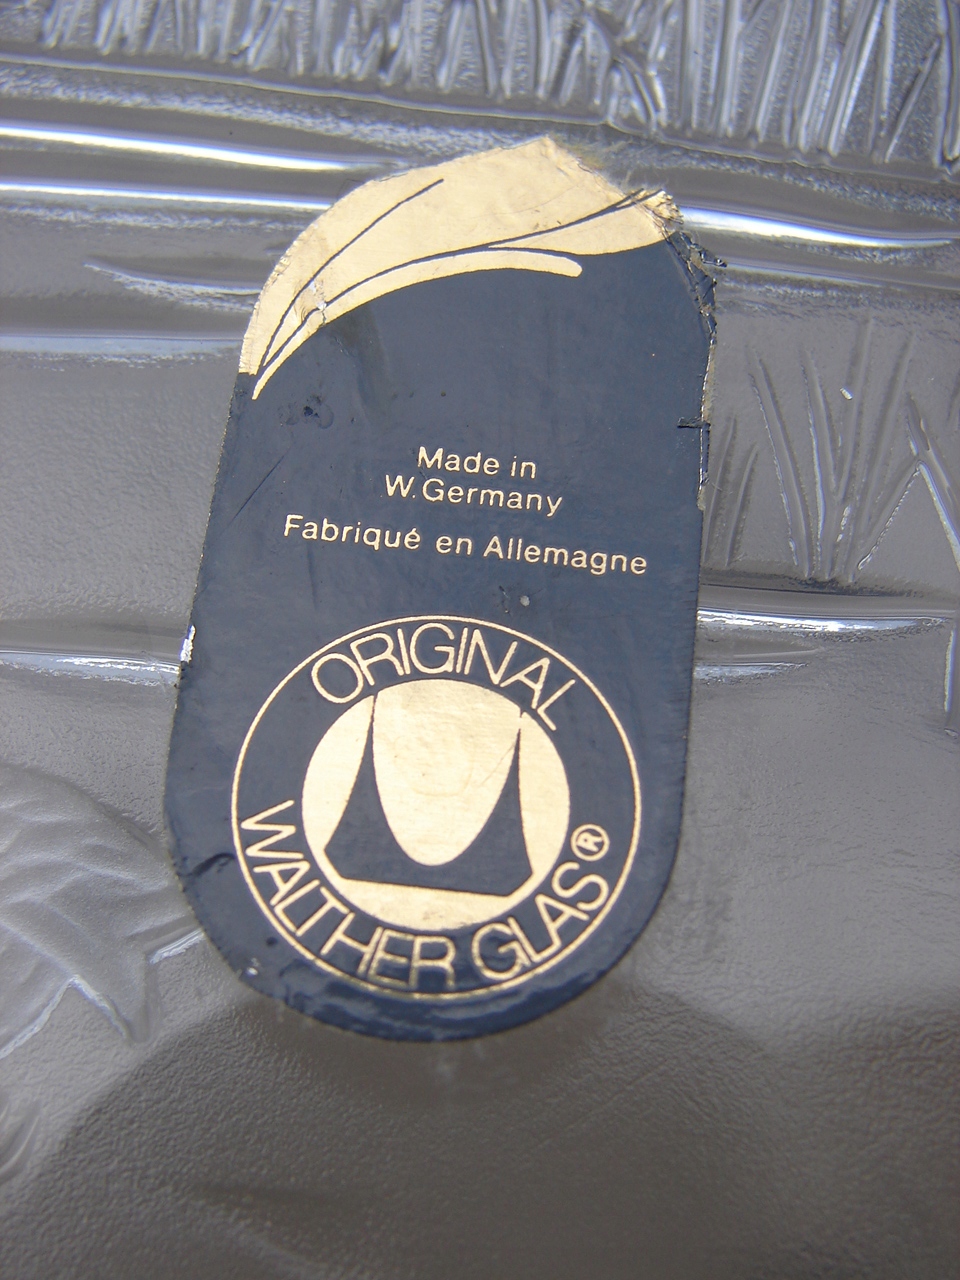 Made in
W. Germany
Fabriqué en Allemagne
ORIGINAL
WALTHER GLAS®